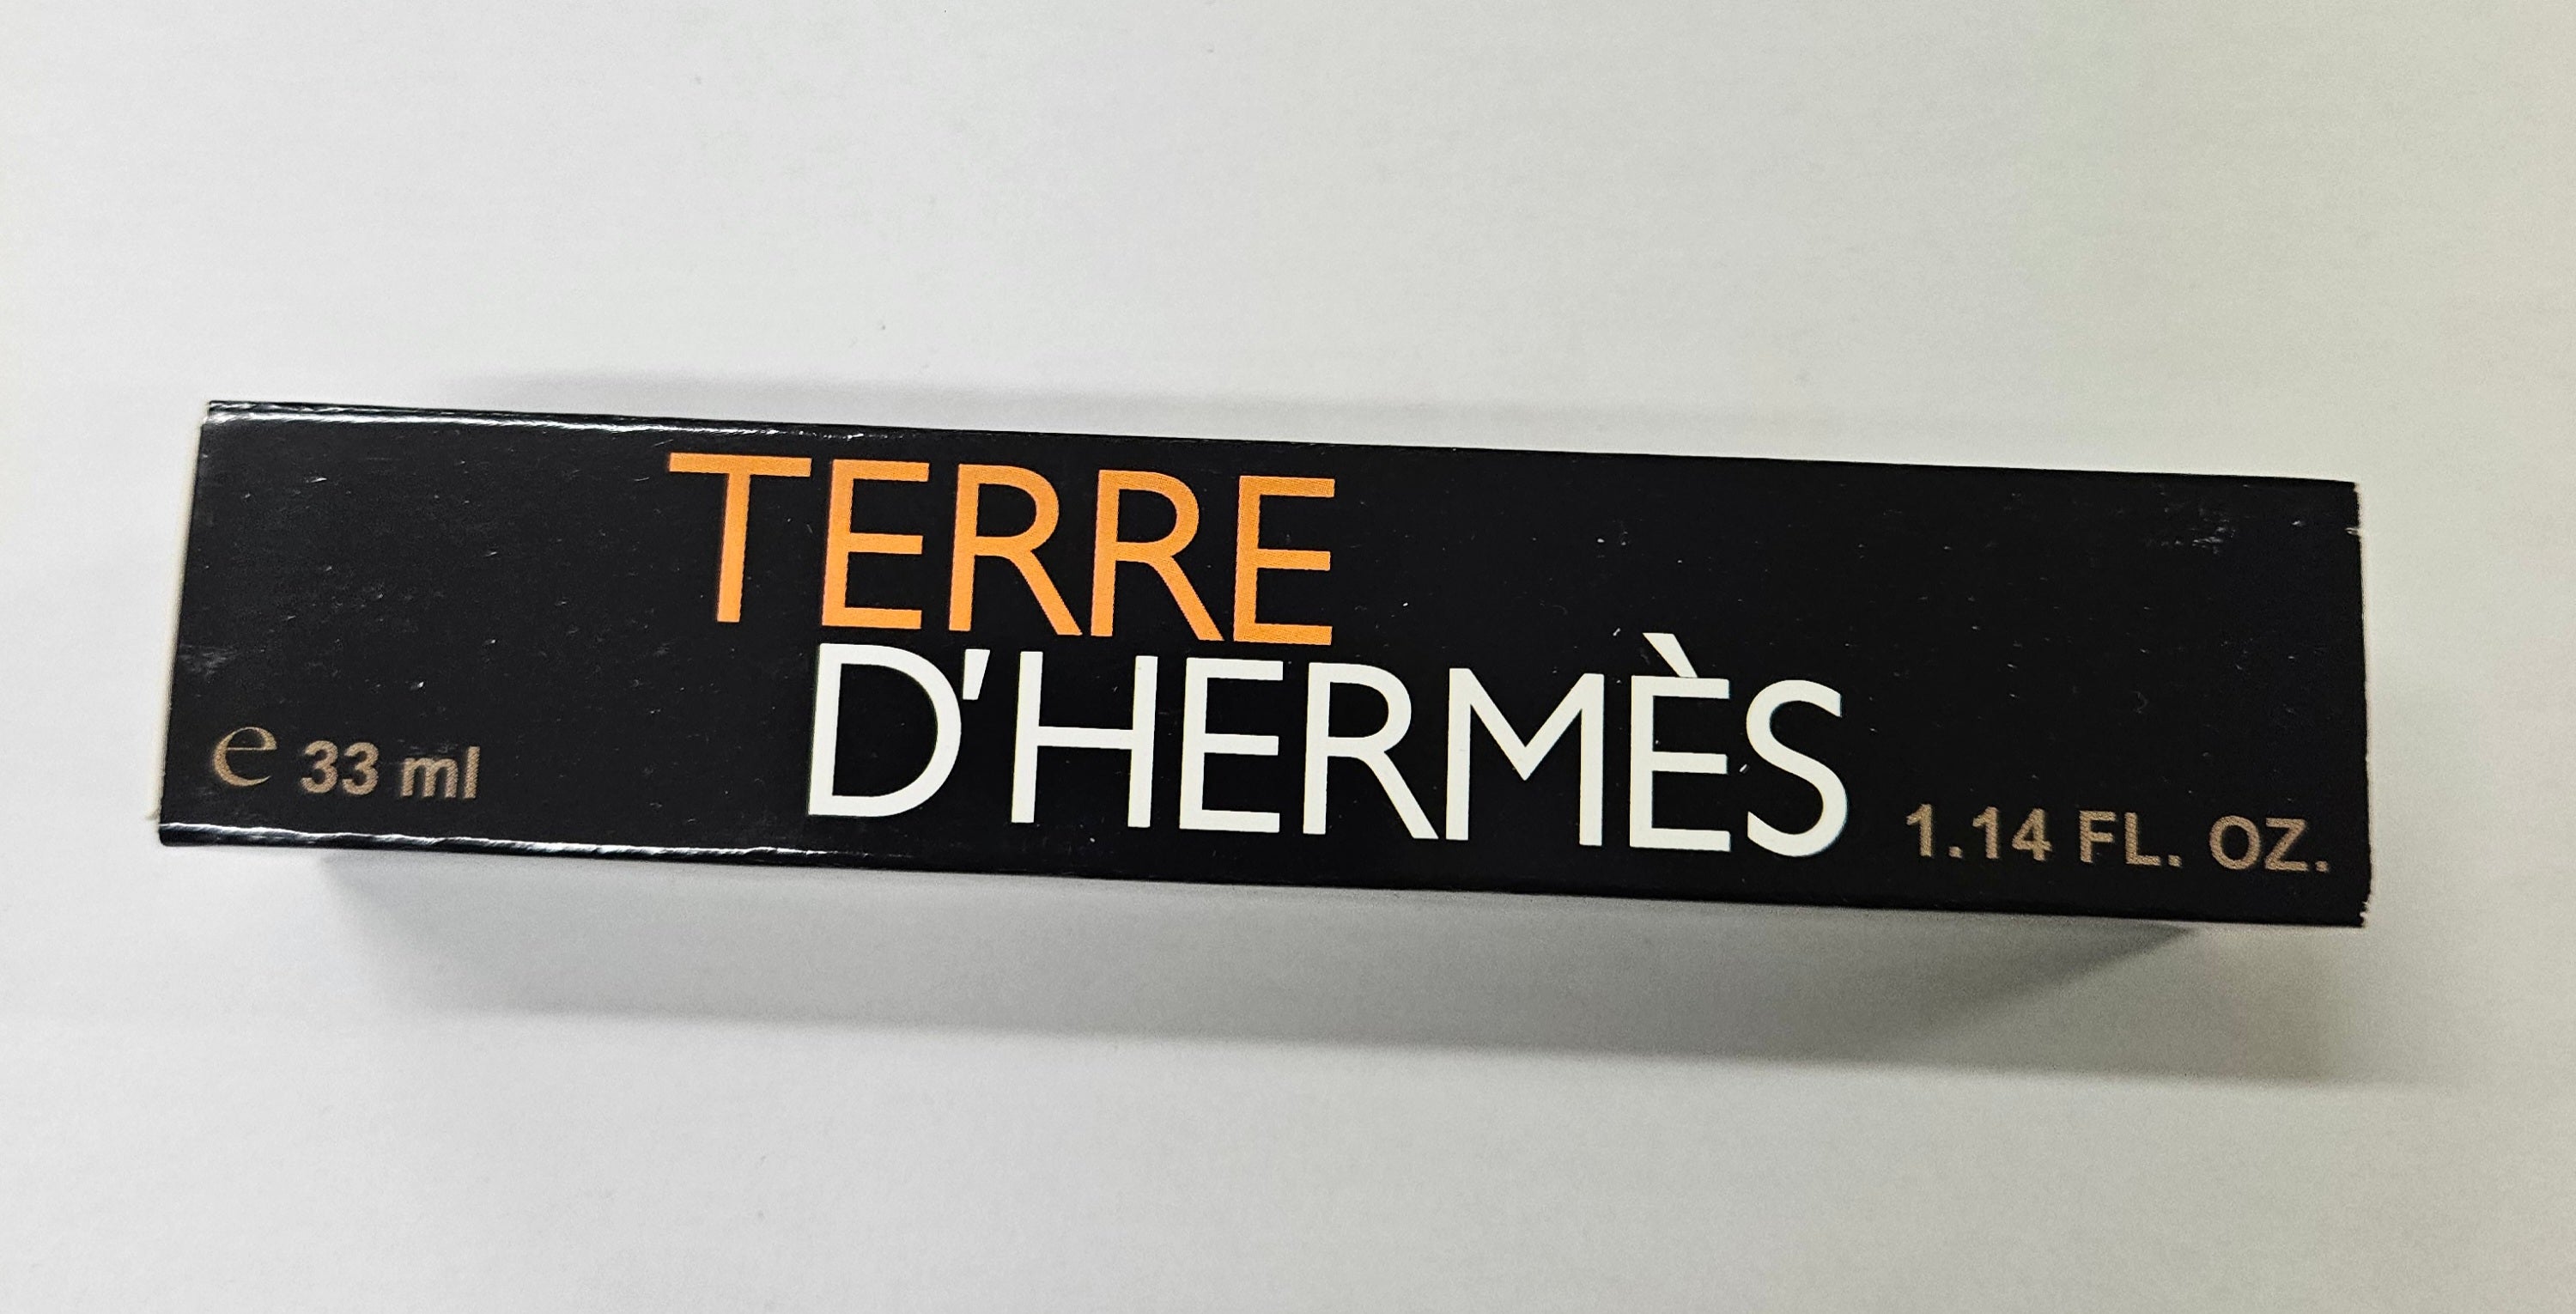 TERRE
D'HERMÈS
e 33 ml
1.14 FL. OZ.